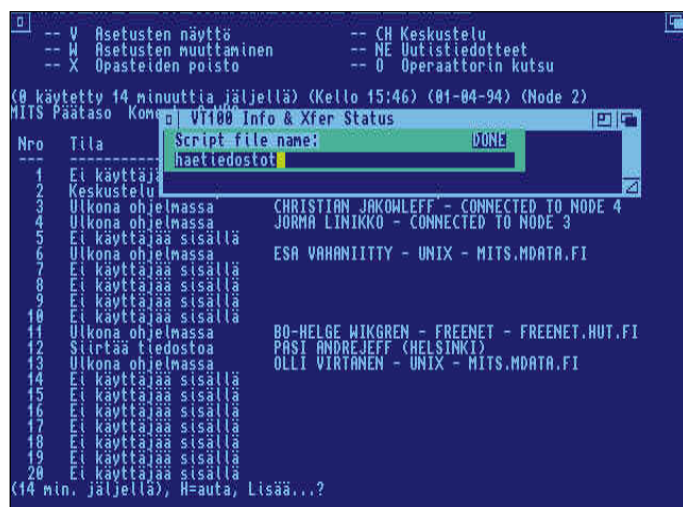 -- V  Asetusten näyttö            -- CH Keskustelu
-- W  Asetusten muuttaminen       -- NE Uutistiedotteet
-- X  Opasteiden poisto           -- O  Operaattorin kutsu
(0 käytetty 14 minuuttia jäljellä) (Kello 15:46) (01-04-94) (Node 2)
MITS Päätaso
VT100 Info & Xfer Status
Nro  Tila
Script file name:  DONE
haetiedostot
1  Ei käyttäj
2  Keskustelu
3  Ulkona ohjelmassa  CHRISTIAN JAKOWLEFF - CONNECTED TO NODE 4
4  Ulkona ohjelmassa  JORMA LINIKKO - CONNECTED TO NODE 3
5  Ei käyttäjää sisällä
6  Ulkona ohjelmassa  ESA VAHANIITTY - UNIX - MITS.MDATA.FI
7  Ei käyttäjää sisällä
8  Ei käyttäjää sisällä
9  Ei käyttäjää sisällä
10  Ei käyttäjää sisällä
11  Ulkona ohjelmassa  BO-HELGE WIKGREN - FREENET - FREENET.HUT.FI
12  Siirtää tiedostoa  PASI ANDREJEFF (HELSINKI)
13  Ulkona ohjelmassa  OLLI VIRTANEN - UNIX - MITS.MDATA.FI
14  Ei käyttäjää sisällä
15  Ei käyttäjää sisällä
16  Ei käyttäjää sisällä
17  Ei käyttäjää sisällä
18  Ei käyttäjää sisällä
19  Ei käyttäjää sisällä
20  Ei käyttäjää sisällä
(14 min. jäljellä), H=auta, Lisää...?